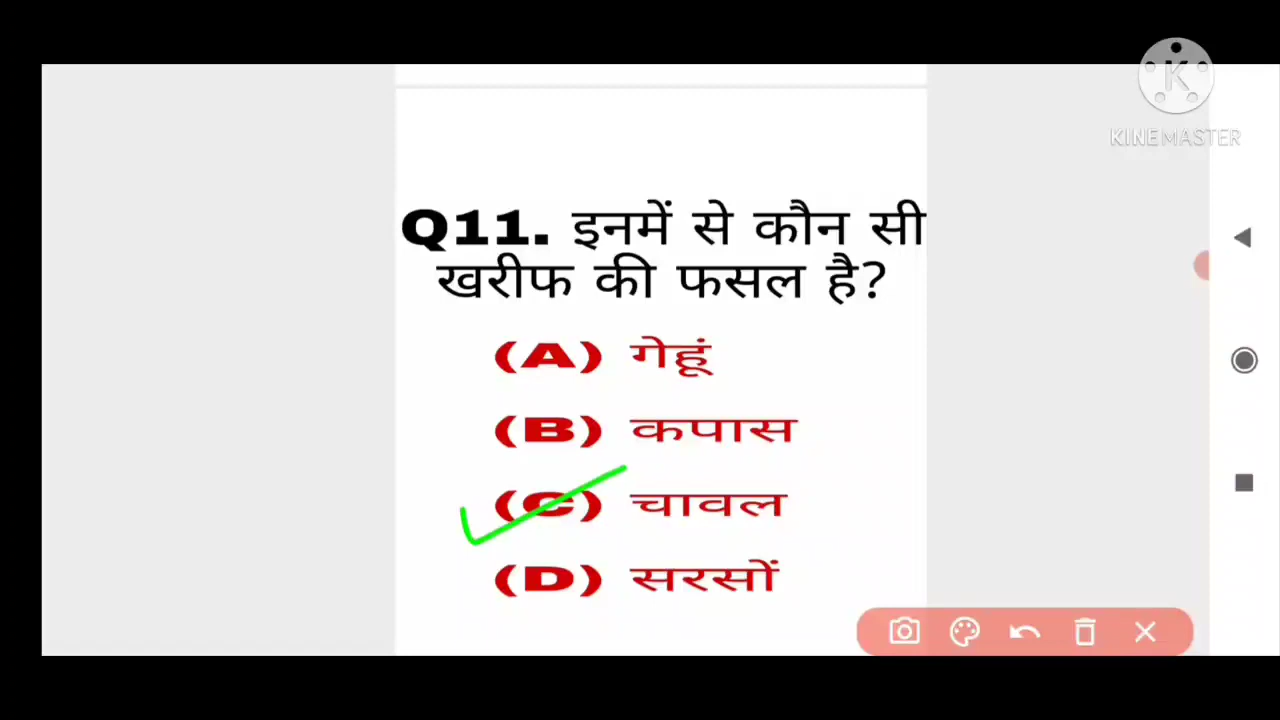 KINEMASTER
Q11. इनमें से कौन सी
खरीफ की फसल है?
(A) गेहूं
(B) कपास
(C) चावल
(D) सरसों